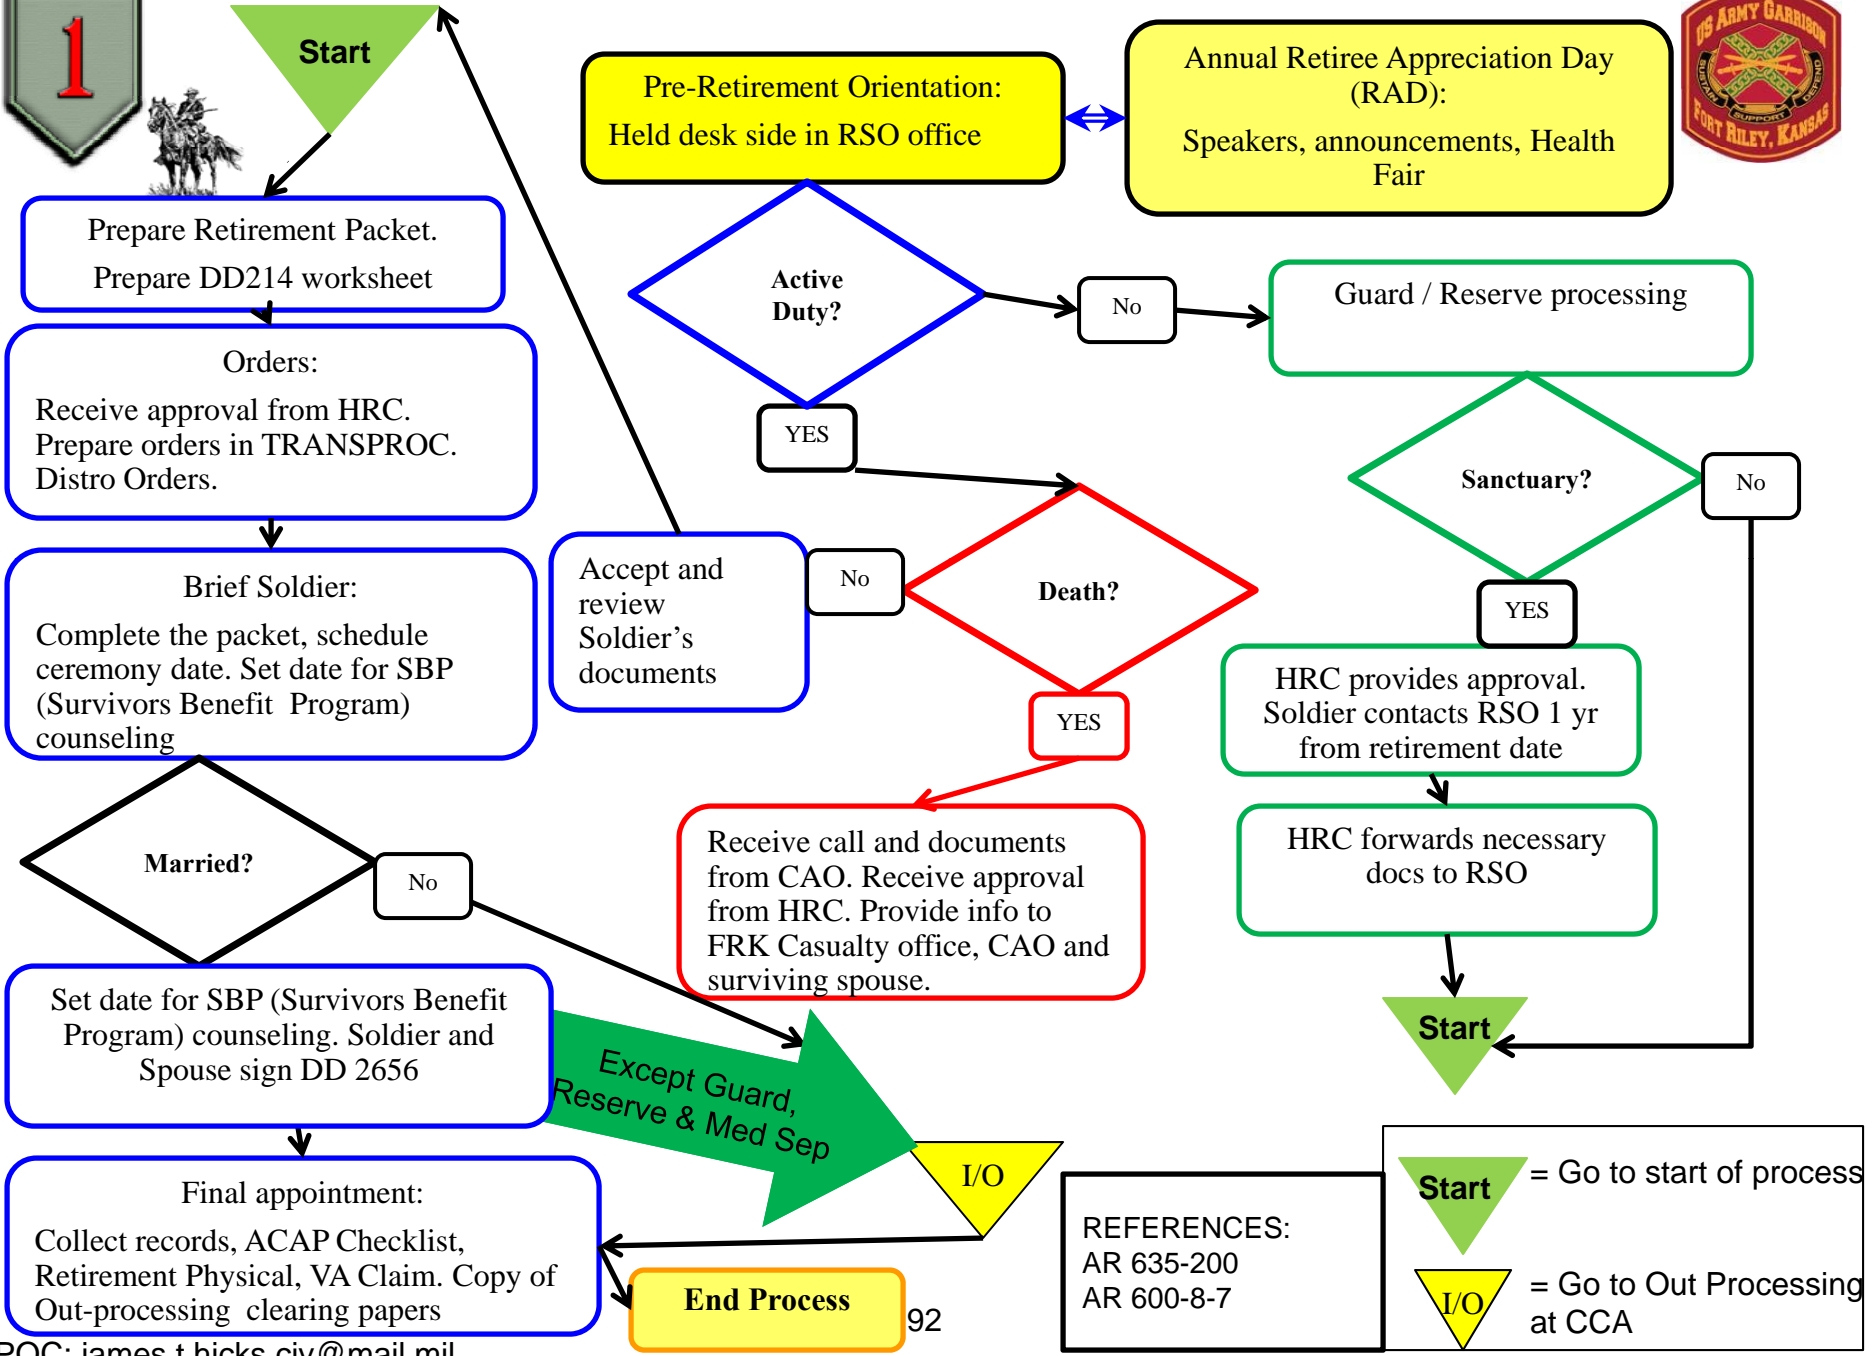 1
Start
US ARMY GARRISON
SUSTAIN
DEFEND
SUPPORT
FORT RILEY, KANSAS
Pre-Retirement Orientation:
Held desk side in RSO office
Annual Retiree Appreciation Day
(RAD):
Speakers, announcements, Health
Fair
Prepare Retirement Packet.
Prepare DD214 worksheet
Orders:
Receive approval from HRC.
Prepare orders in TRANSPROC.
Distro Orders.
Brief Soldier:
Complete the packet, schedule
ceremony date. Set date for SBP
(Survivors Benefit  Program)
counseling
Married?
No
Set date for SBP (Survivors Benefit
Program) counseling. Soldier and
Spouse sign DD 2656
Except Guard,
Reserve & Med Sep
I/O
Final appointment:
Collect records, ACAP Checklist,
Retirement Physical, VA Claim. Copy of
Out-processing  clearing papers
End Process
92
Active
Duty?
No
YES
Accept and
review
Soldier's
documents
No
Death?
YES
Receive call and documents
from CAO. Receive approval
from HRC. Provide info to
FRK Casualty office, CAO and
surviving spouse.
Guard / Reserve processing
Sanctuary?
No
YES
HRC provides approval.
Soldier contacts RSO 1 yr
from retirement date
HRC forwards necessary
docs to RSO
Start
REFERENCES:
AR 635-200
AR 600-8-7
Start
= Go to start of process
I/O
= Go to Out Processing
at CCA
POC: james.t.hicks.civ@mail.mil